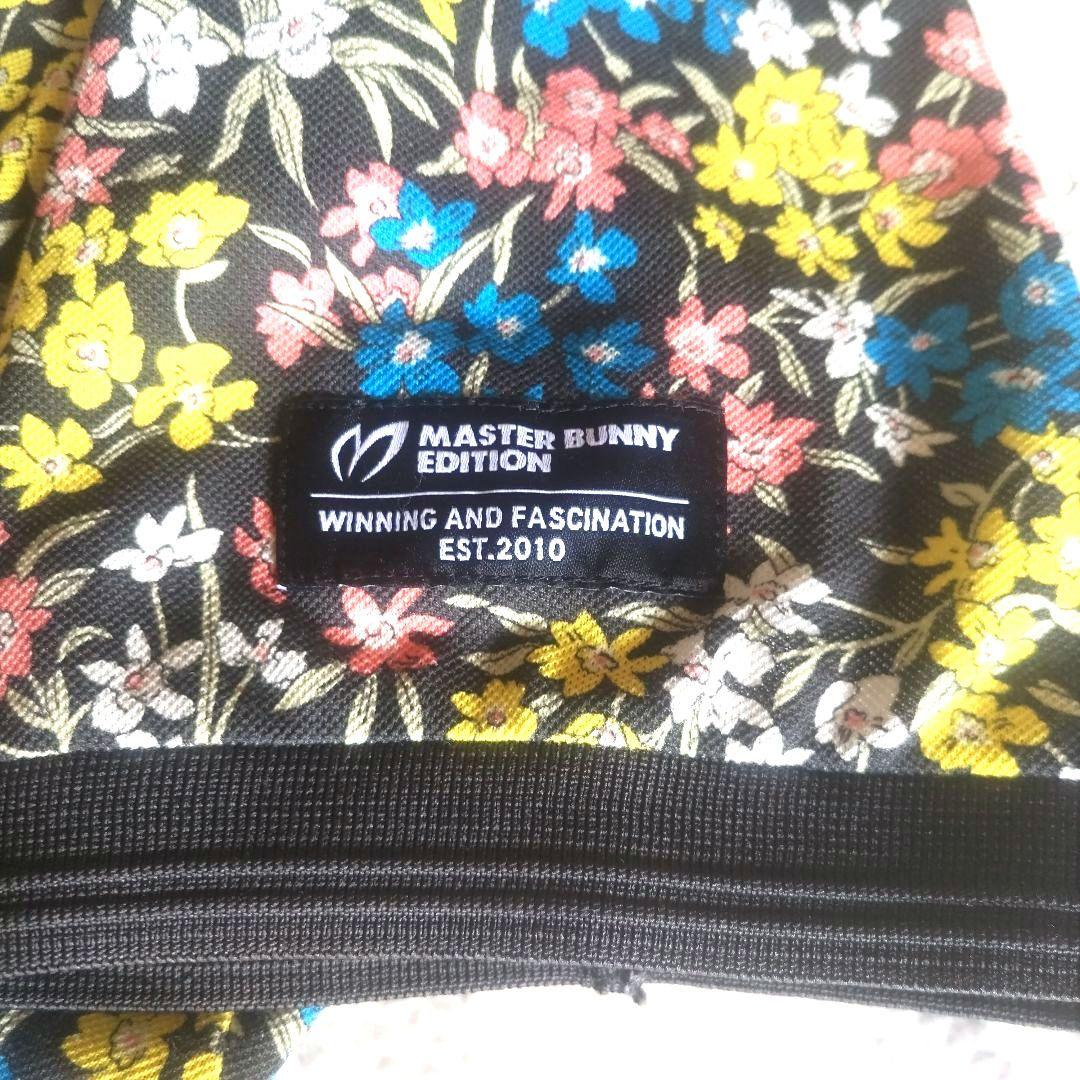 MASTER BUNNY
EDITION
WINNING AND FASCINATION
EST.2010